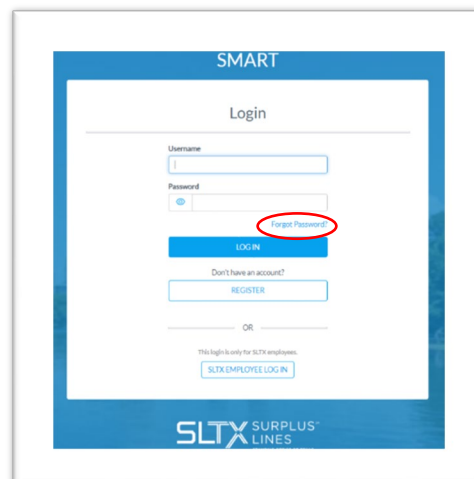 SMART
Login
Username
Password
Forgot Password?
LOG IN
Don't have an account?
REGISTER
OR
This login is only for SLTX employees.
SLTX EMPLOYEE LOG IN
SLTX SURPLUS
LINES